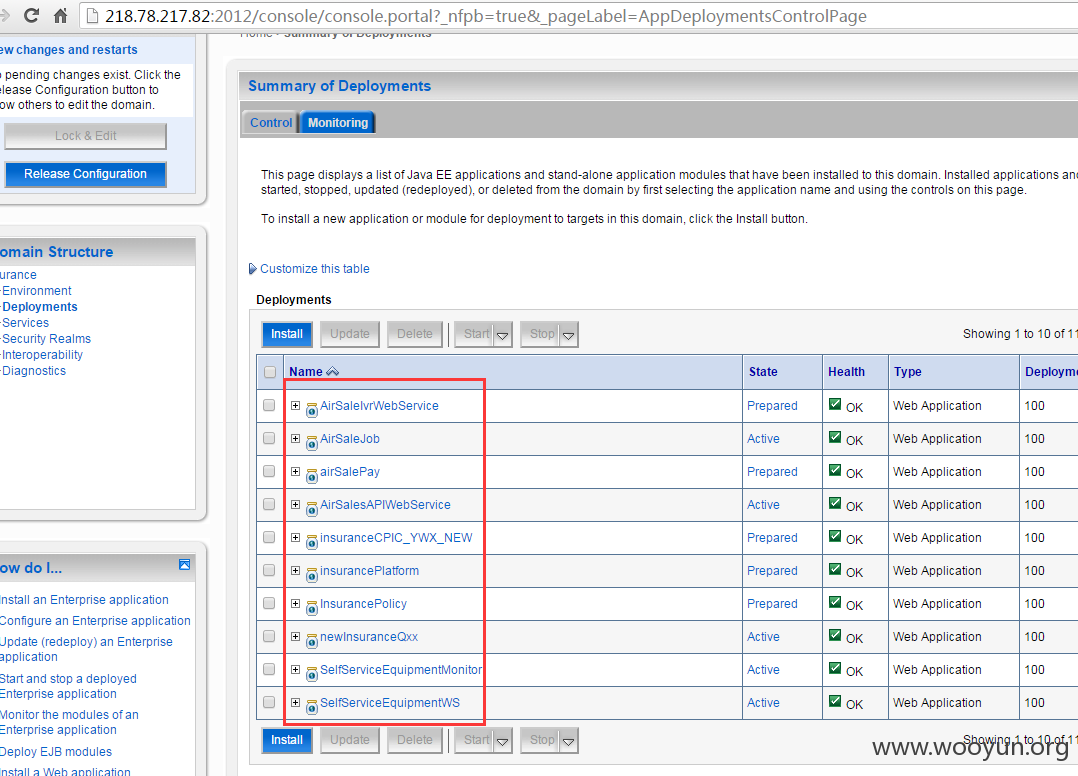 218.78.217.82:2012/console/console.portal?_nfpb=true&_pageLabel=AppDeploymentsControlPage
Home Summary of Deployments
ew changes and restarts
pending changes exist. Click the
elease Configuration button to
ow others to edit the domain.
Lock & Edit
Release Configuration
omain Structure
urance
Environment
Deployments
Services
Security Realms
Interoperability
Diagnostics
ow do I...
nstall an Enterprise application
Configure an Enterprise application
Update (redeploy) an Enterprise
application
Start and stop a deployed
Enterprise application
Monitor the modules of an
Enterprise application
Deploy EJB modules
nstall a Web application
Summary of Deployments
Control Monitoring
This page displays a list of Java EE applications and stand-alone application modules that have been installed to this domain. Installed applications and
started, stopped, updated (redeployed), or deleted from the domain by first selecting the application name and using the controls on this page.
To install a new application or module for deployment to targets in this domain, click the Install button.
Customize this table
Deployments
Install Update Delete Start Stop Showing 1 to 10 of 11
Name State Health Type Deploym
AirSaleIvrWebService Prepared OK Web Application 100
AirSaleJob Active OK Web Application 100
airSalePay Prepared OK Web Application 100
AirSalesAPIWebService Active OK Web Application 100
insuranceCPIC_YWX_NEW Prepared OK Web Application 100
insurancePlatform Prepared OK Web Application 100
InsurancePolicy Prepared OK Web Application 100
newInsuranceQxx Active OK Web Application 100
SelfServiceEquipmentMonitor Active OK Web Application 100
SelfServiceEquipmentWS Active OK Web Application 100
Install Update Delete Start Stop Showing 1 to 10 of 11
www.wooyun.org